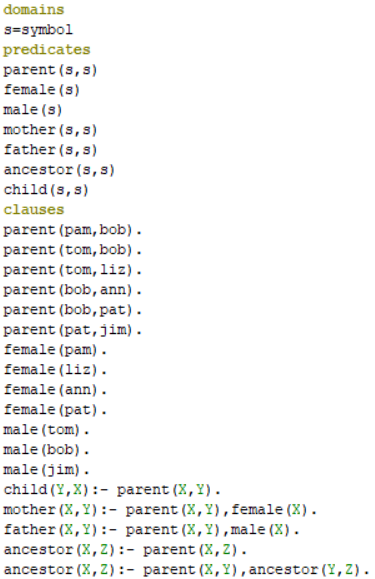 domains
s=symbol
predicates
parent(s,s)
female(s)
male(s)
mother(s,s)
father(s,s)
ancestor(s,s)
child(s,s)
clauses
parent(pam,bob).
parent(tom,bob).
parent(tom,liz).
parent(bob,ann).
parent(bob,pat).
parent(pat,jim).
female(pam).
female(liz).
female(ann).
female(pat).
male(tom).
male(bob).
male(jim).
child(Y,X):- parent(X,Y).
mother(X,Y):- parent(X,Y),female(X).
father(X,Y):- parent(X,Y),male(X).
ancestor(X,Z):- parent(X,Z).
ancestor(X,Z):- parent(X,Y),ancestor(Y,Z).